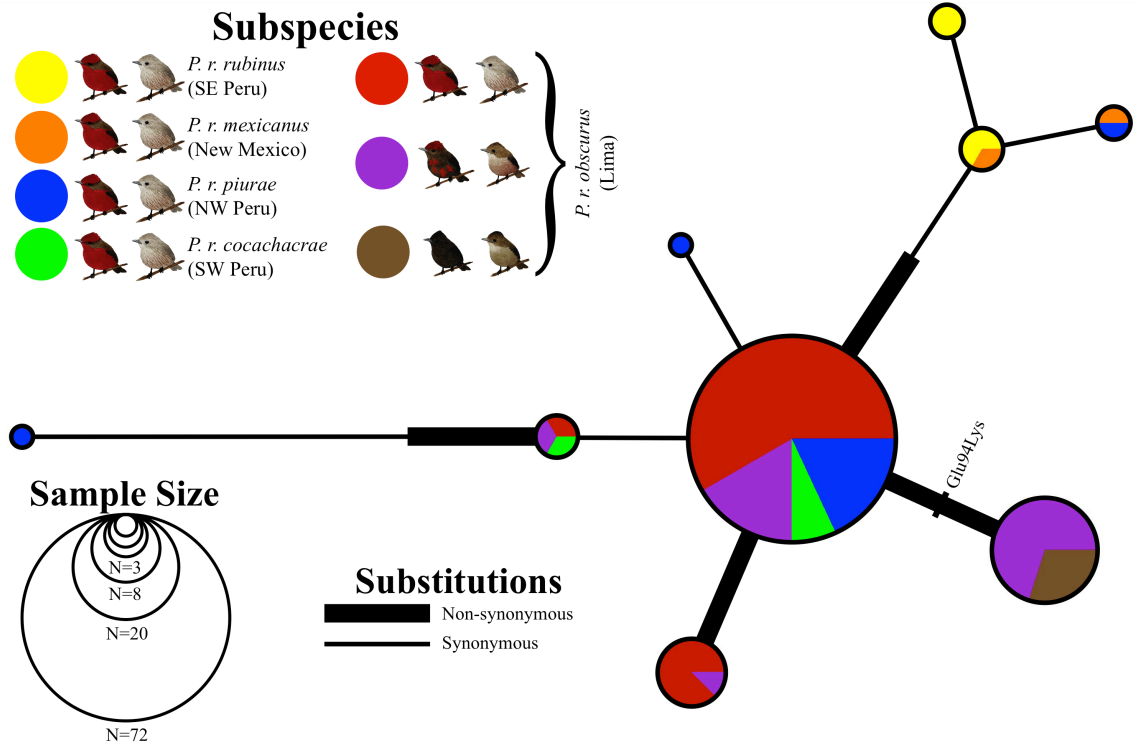 Subspecies
P. r. rubinus
(SE Peru)
P. r. mexicanus
(New Mexico)
P. r. piurae
(NW Peru)
P. r. cocachacrae
(SW Peru)
P. r. obscurus
(Lima)
Glu94Lys
Sample Size
N=3
N=8
N=20
N=72
Substitutions
Non-synonymous
Synonymous